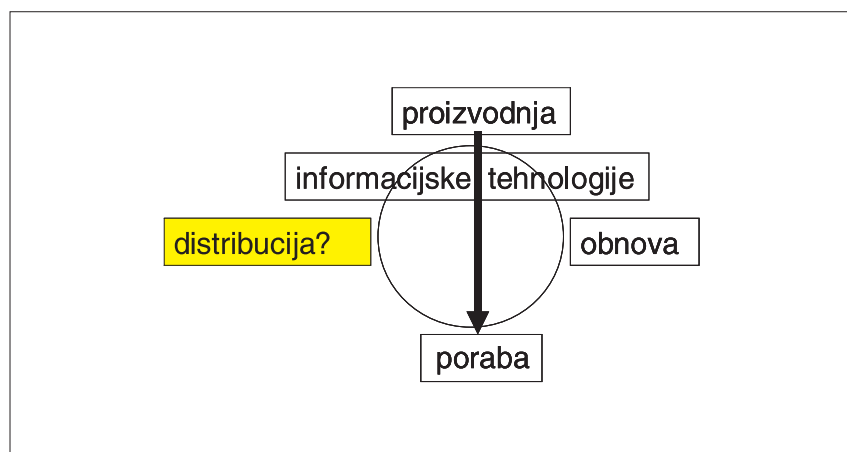 proizvodnja
informacijske tehnologije
distribucija?
obnova
poraba